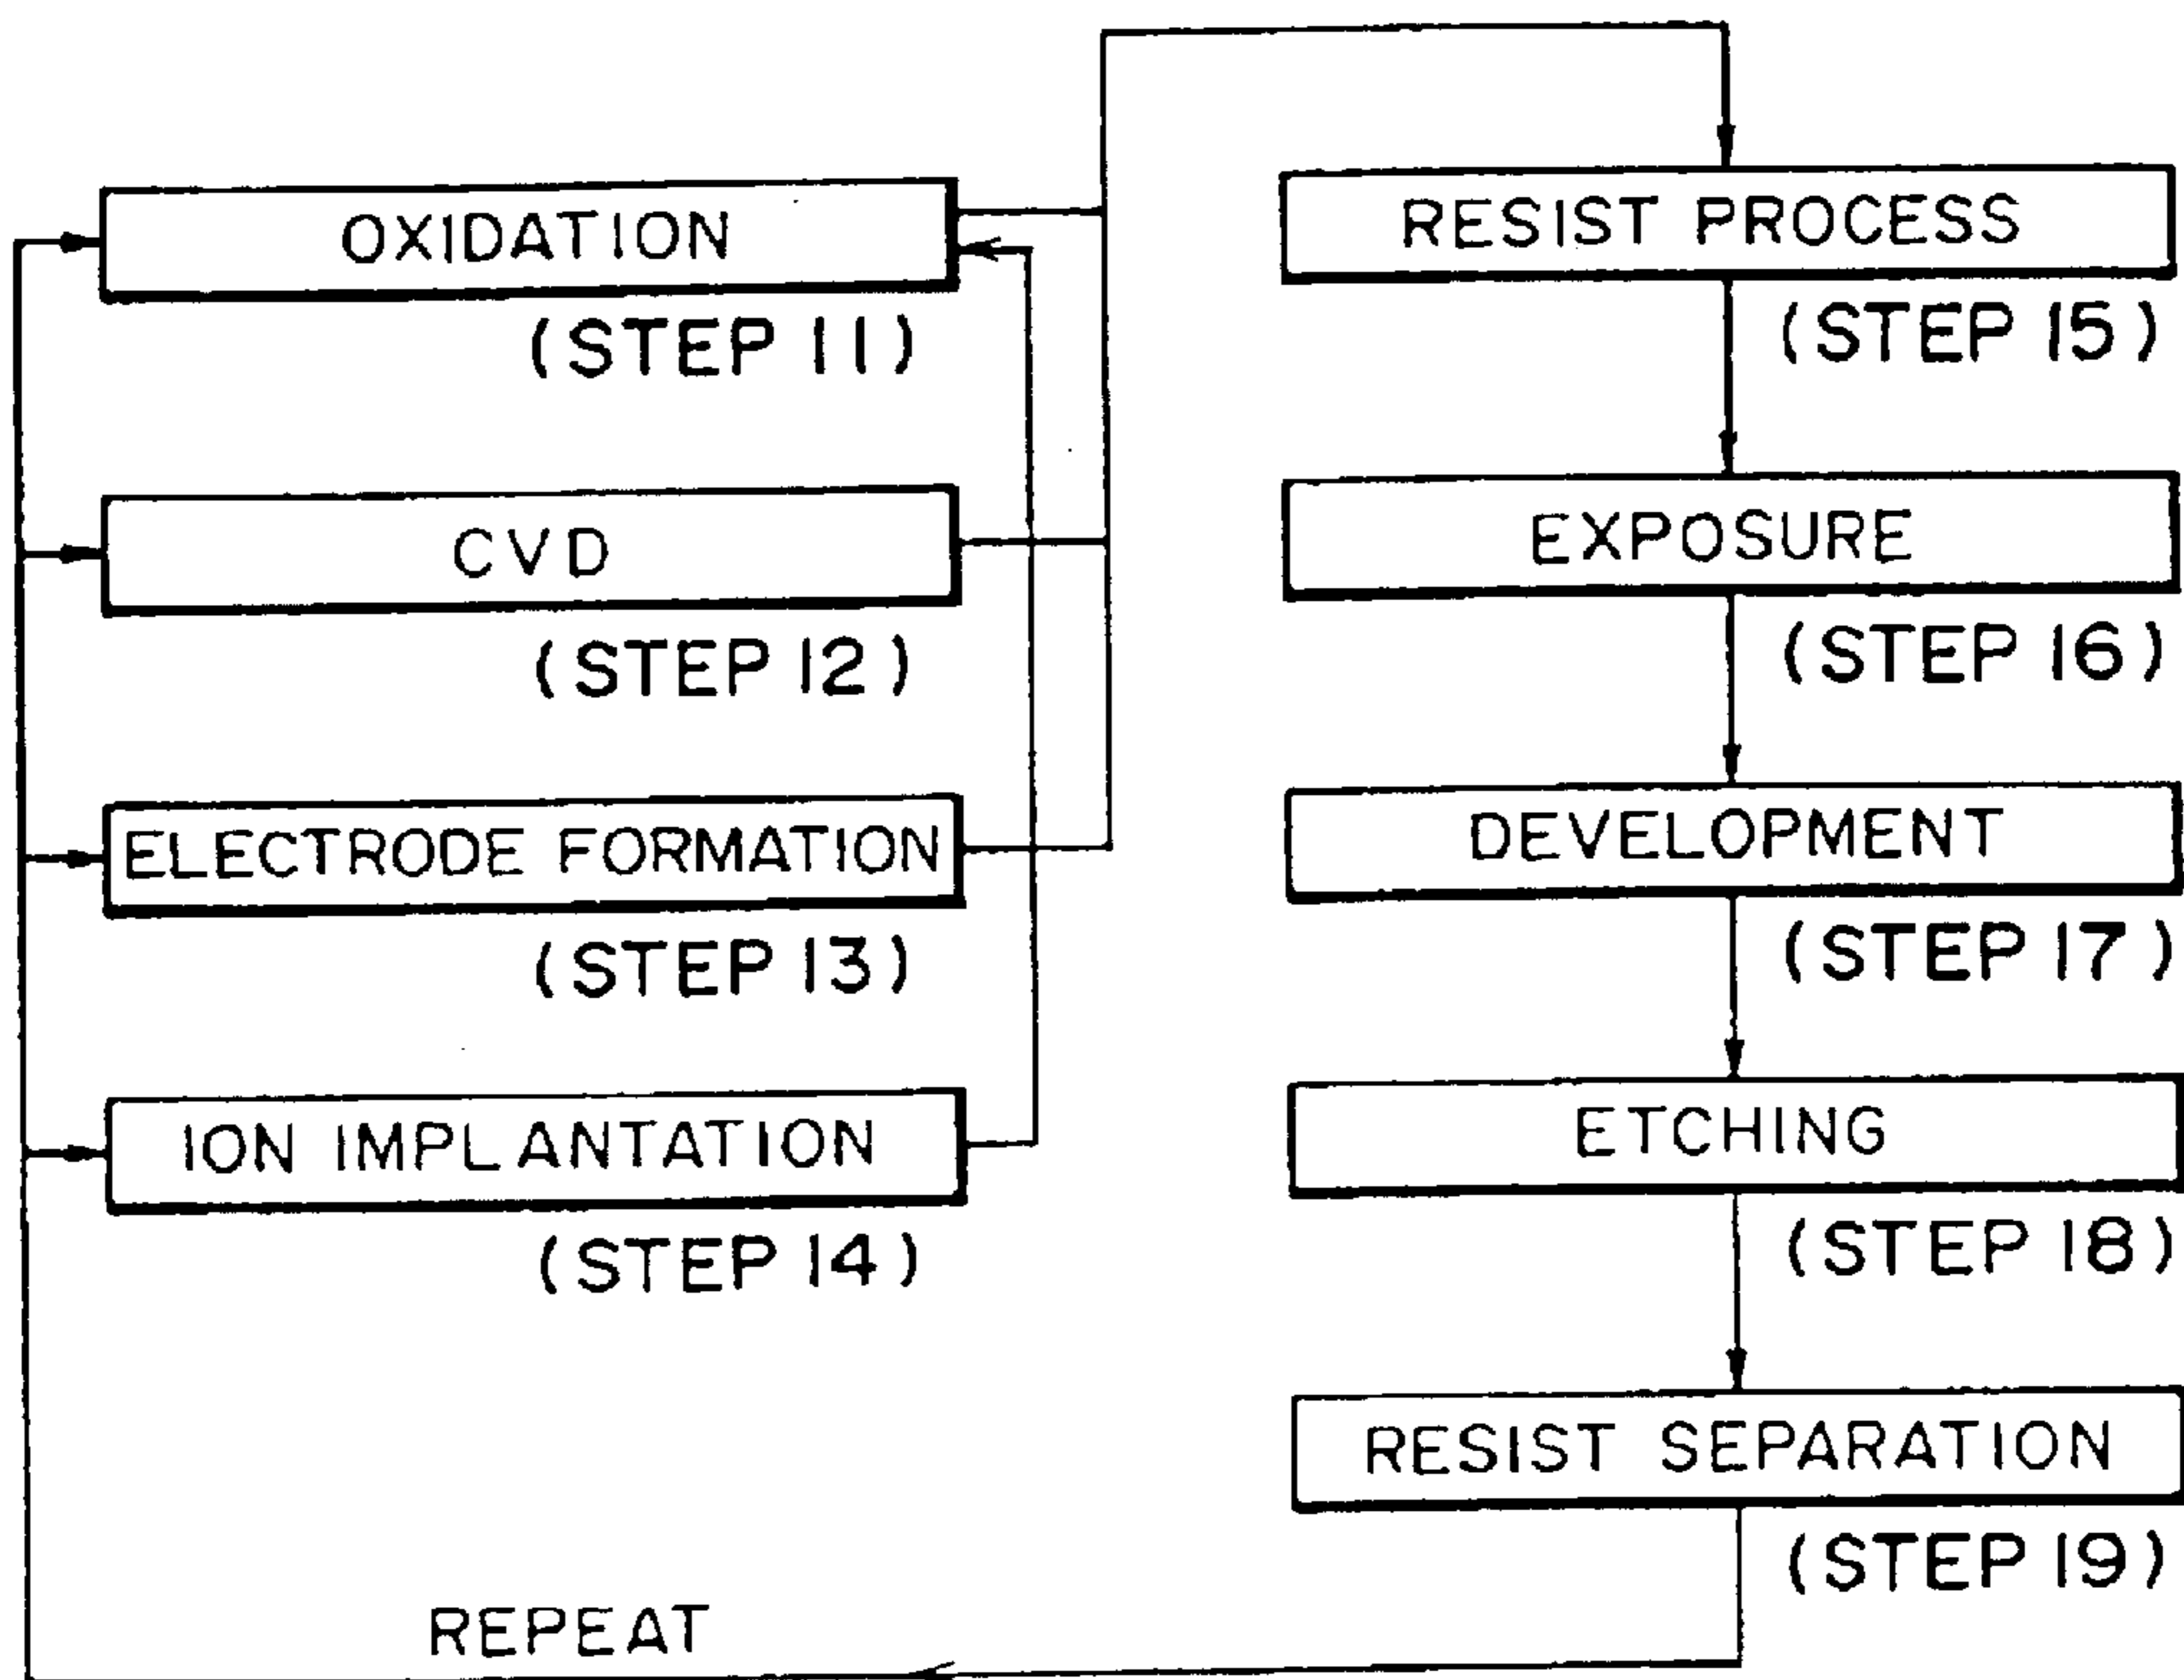 OXIDATION
(STEP 11)
CVD
(STEP 12)
ELECTRODE FORMATION
(STEP 13)
ION IMPLANTATION
(STEP 14)
RESIST PROCESS
(STEP 15)
EXPOSURE
(STEP 16)
DEVELOPMENT
(STEP 17)
ETCHING
(STEP 18)
RESIST SEPARATION
(STEP 19)
REPEAT